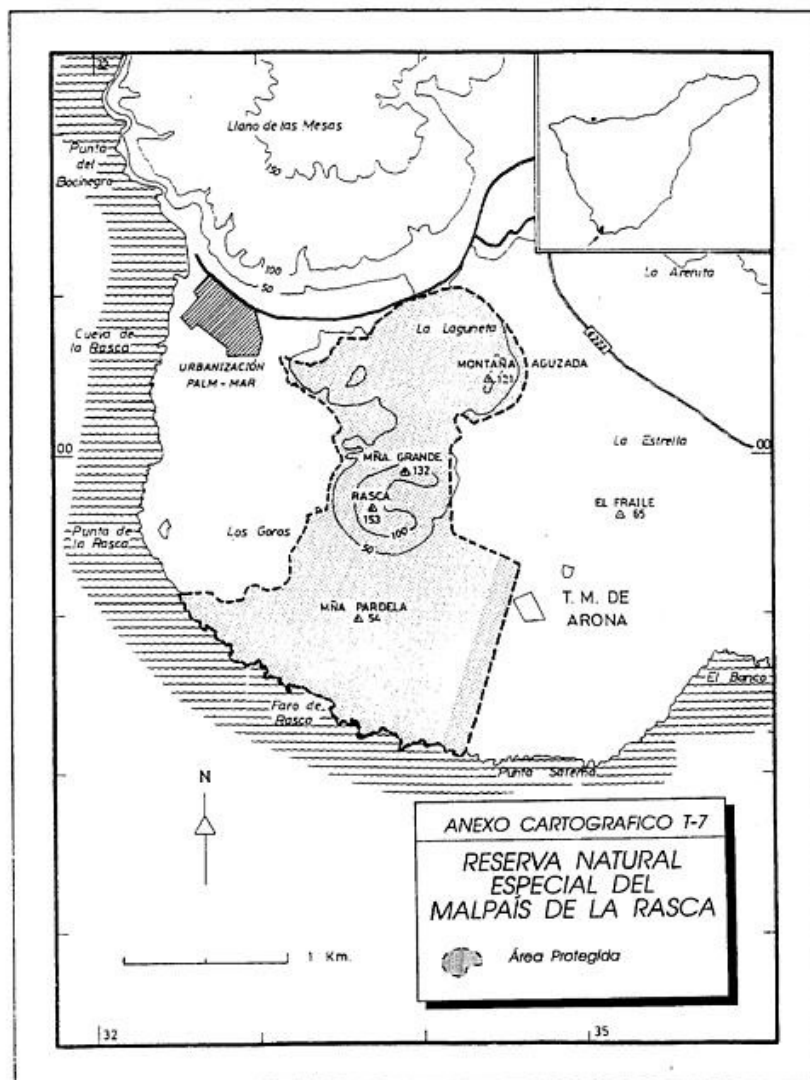 Llano de las Mesas
150
Punta
del
Bocinegro
100
50
La Arenita
La Laguneta
Cueva de
la Rasca
MONTAÑA AGUZADA
121
URBANIZACIÓN
PALM-MAR
00
La Estrella
00
MÑA. GRANDE
132
RASCA
153
EL FRAILE
65
100
50
Punta de
la Rasca
Los Goros
T. M. DE
ARONA
MÑA PARDELA
54
El Banco
Faro de
Rasca
Punta Salema
N
ANEXO CARTOGRAFICO T-7
RESERVA NATURAL
ESPECIAL DEL
MALPAÍS DE LA RASCA
Área Protegida
1 Km.
32
35